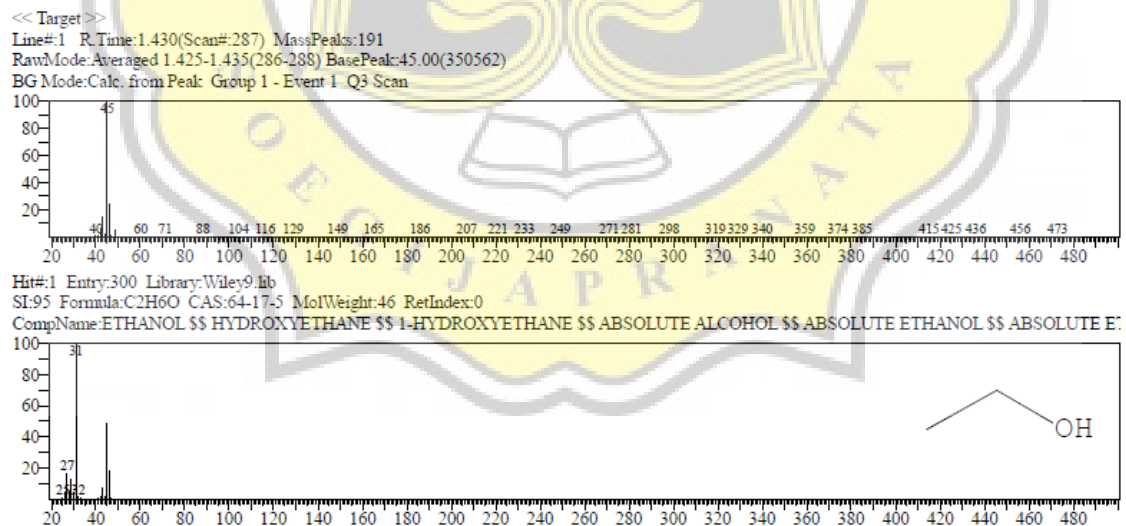 << Target >>
Line#:1 R.Time:1.430(Scan#:287) MassPeaks:191
RawMode:Averaged 1.425-1.435(286-288) BasePeak:45.00(350562)
BG Mode:Calc. from Peak Group 1 - Event 1 Q3 Scan
100
45
80
60
40
20
40 60 71 88 104 116 129 149 165 186 207 221 233 249 271 281 298 319 329 340 359 374 385 415 425 436 456 473
20 40 60 80 100 120 140 160 180 200 220 240 260 280 300 320 340 360 380 400 420 440 460 480
OEGIJAPRANATA
Hit#:1 Entry:300 Library:Wiley9.lib
SI:95 Formula:C2H6O CAS:64-17-5 MolWeight:46 RetIndex:0
CompName:ETHANOL $$ HYDROXYETHANE $$ 1-HYDROXYETHANE $$ ABSOLUTE ALCOHOL $$ ABSOLUTE ETHANOL $$ ABSOLUTE ET
100
31
80
60
40
OH
20
27
32
20 40 60 80 100 120 140 160 180 200 220 240 260 280 300 320 340 360 380 400 420 440 460 480